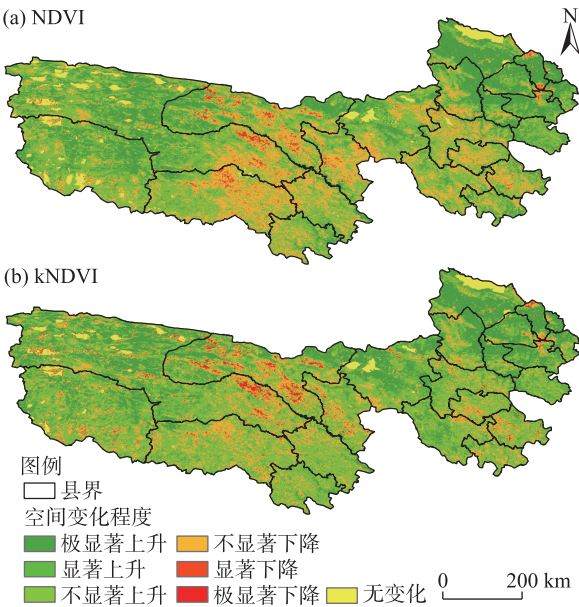 (a) NDVI
N
(b) kNDVI
图例
县界
空间变化程度
极显著上升
不显著下降
显著上升
显著下降
不显著上升
极显著下降
无变化
0 200 km